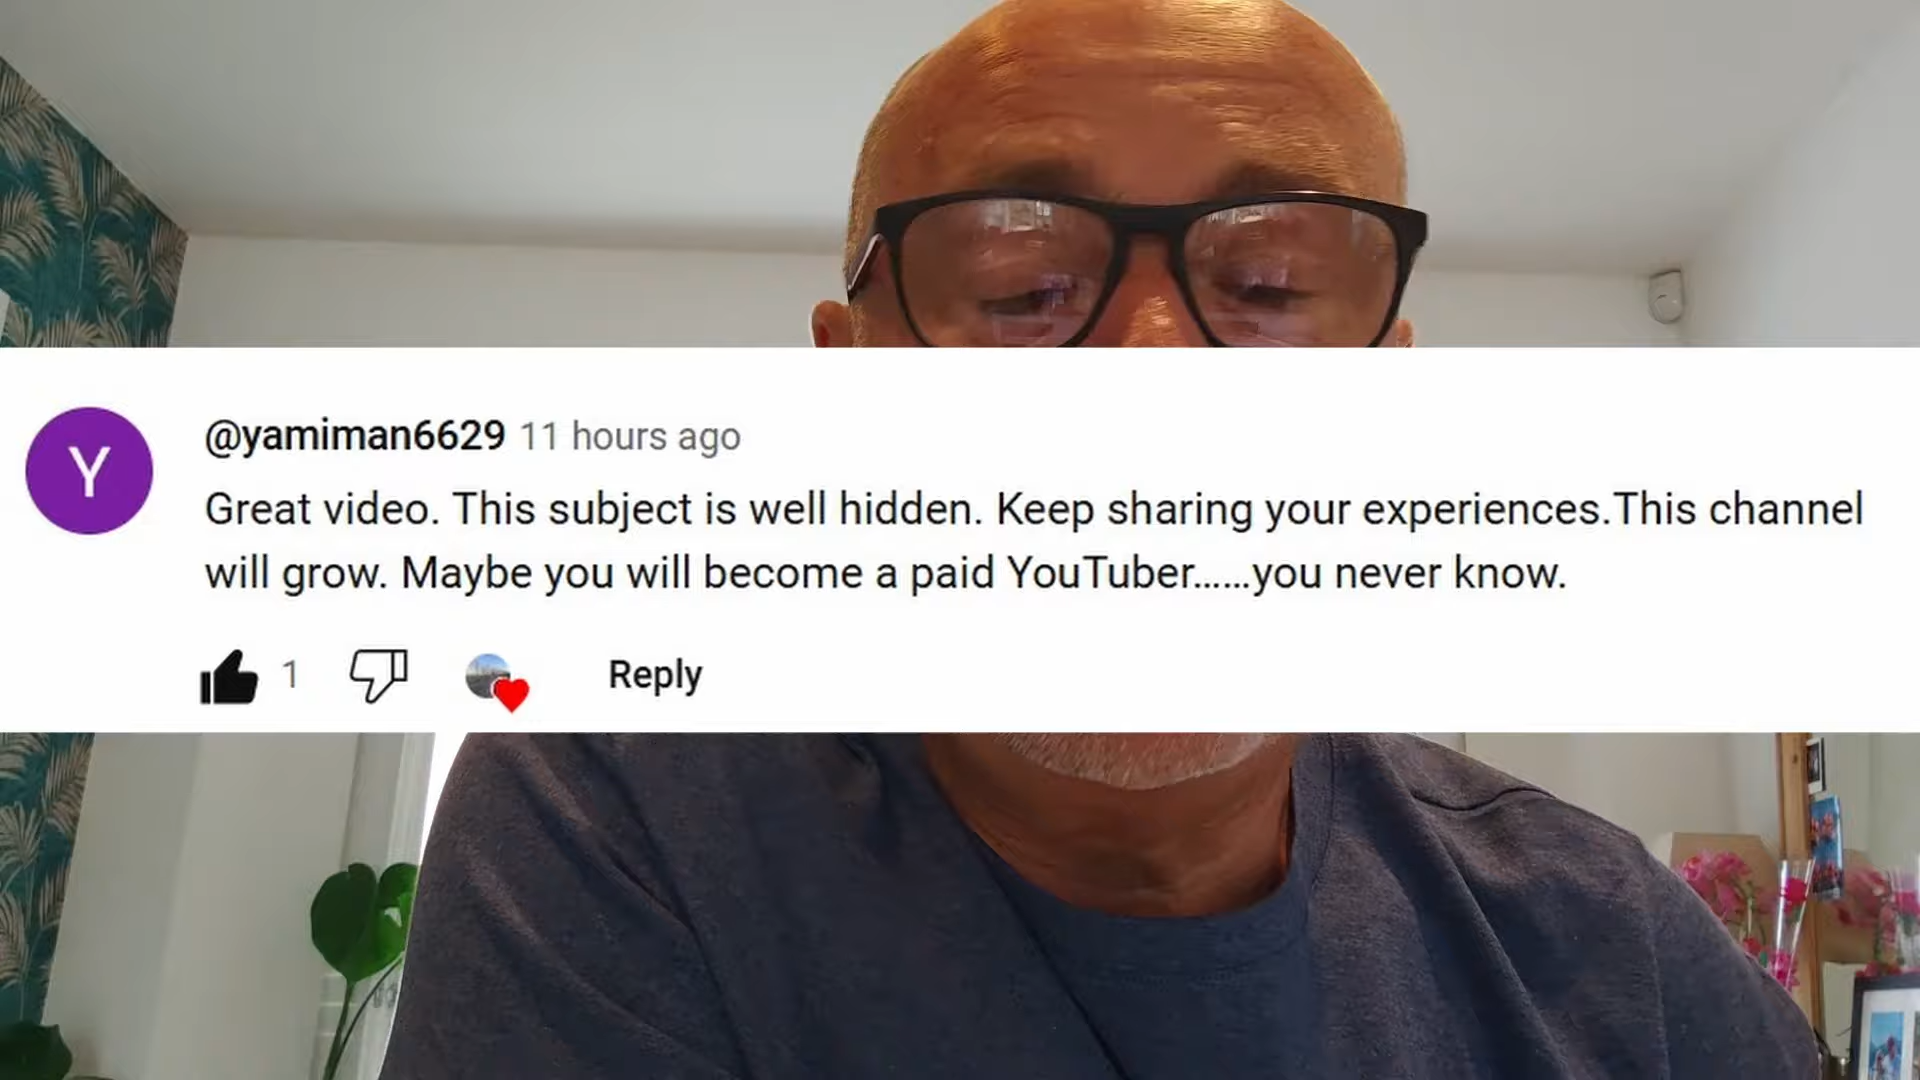 Y
@yamiman6629 11 hours ago
Great video. This subject is well hidden. Keep sharing your experiences.This channel
will grow. Maybe you will become a paid YouTuber......you never know.
1
Reply